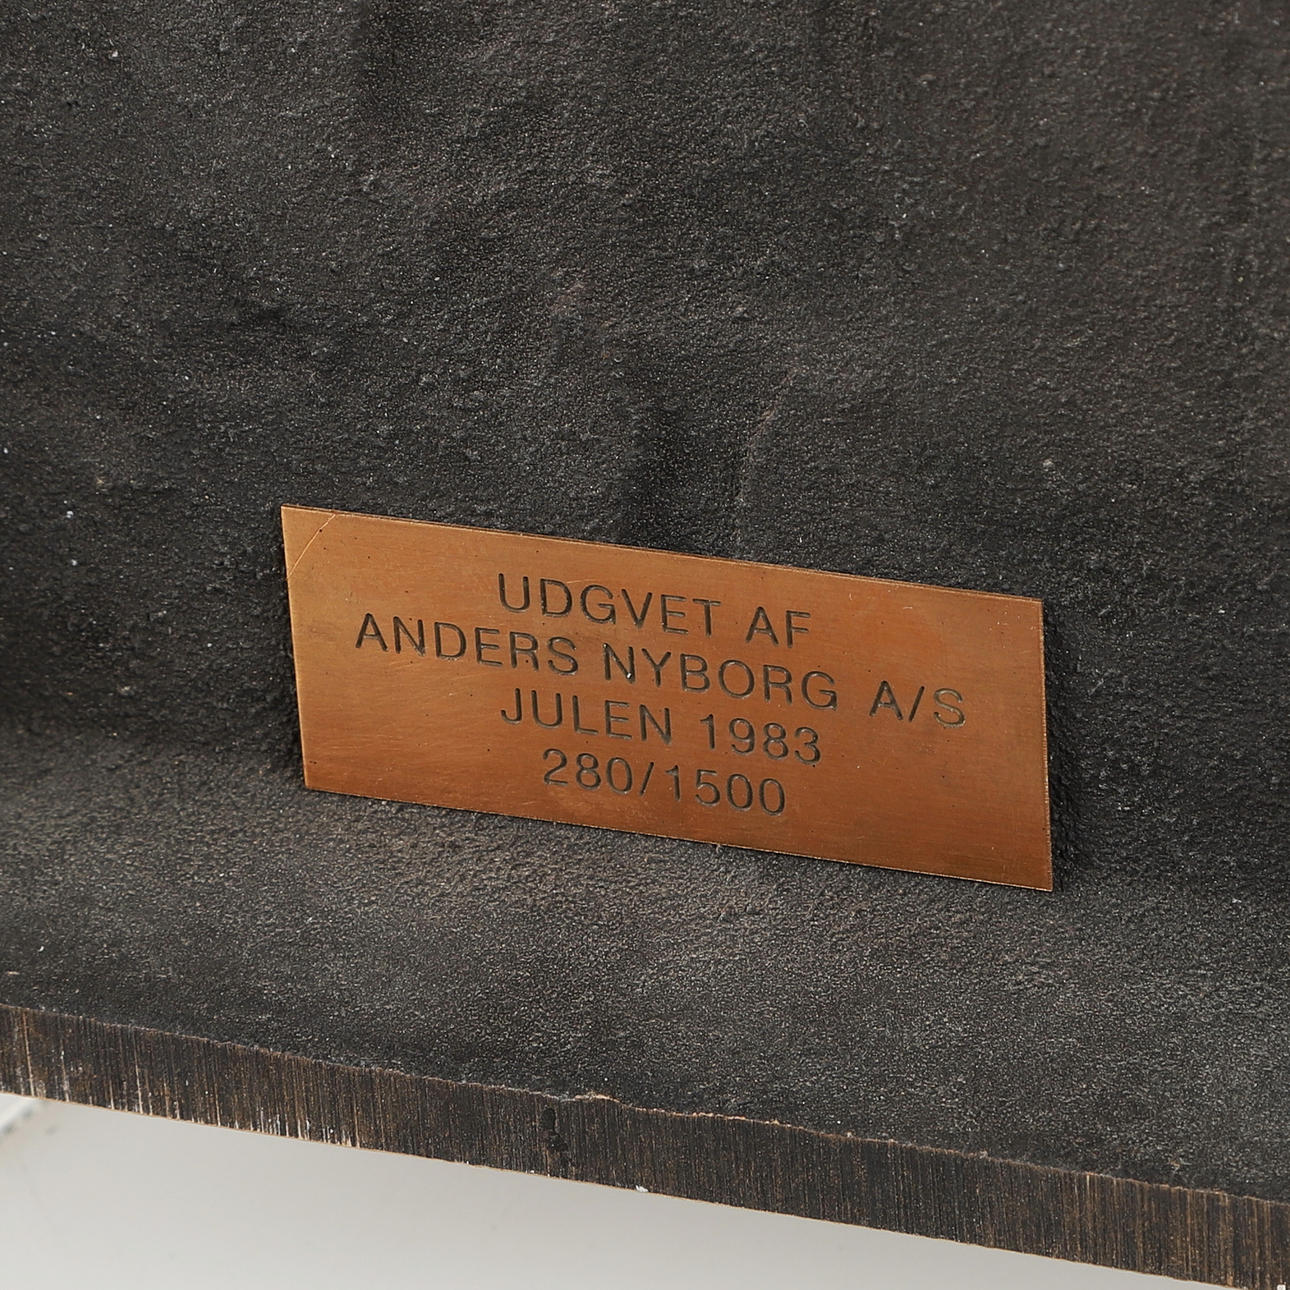 UDGVET AF
ANDERS NYBORG A/S
JULEN 1983
280/1500